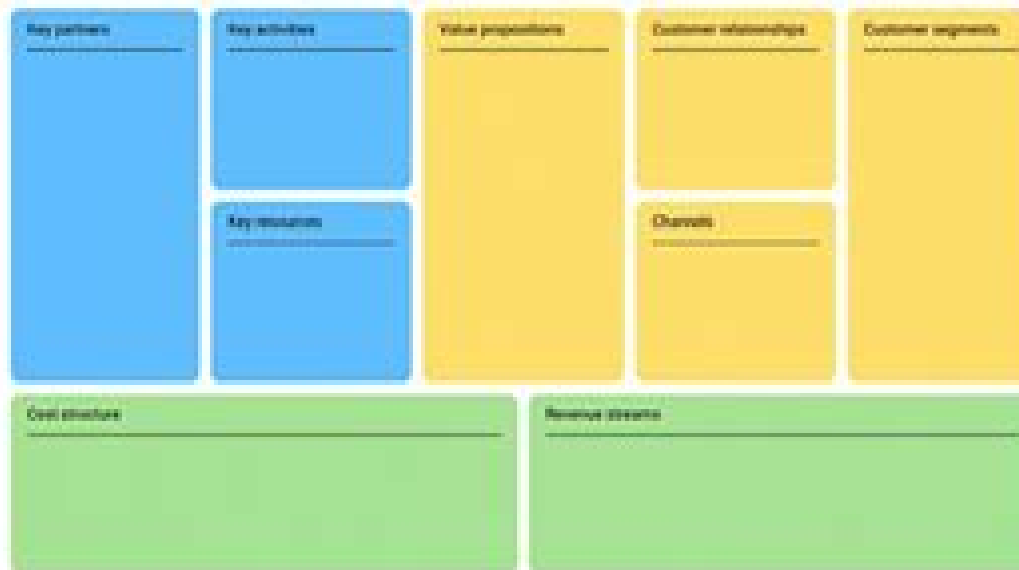 Key partners
Key activities
Value propositions
Customer relationships
Customer segments
Key resources
Channels
Cost structure
Revenue streams